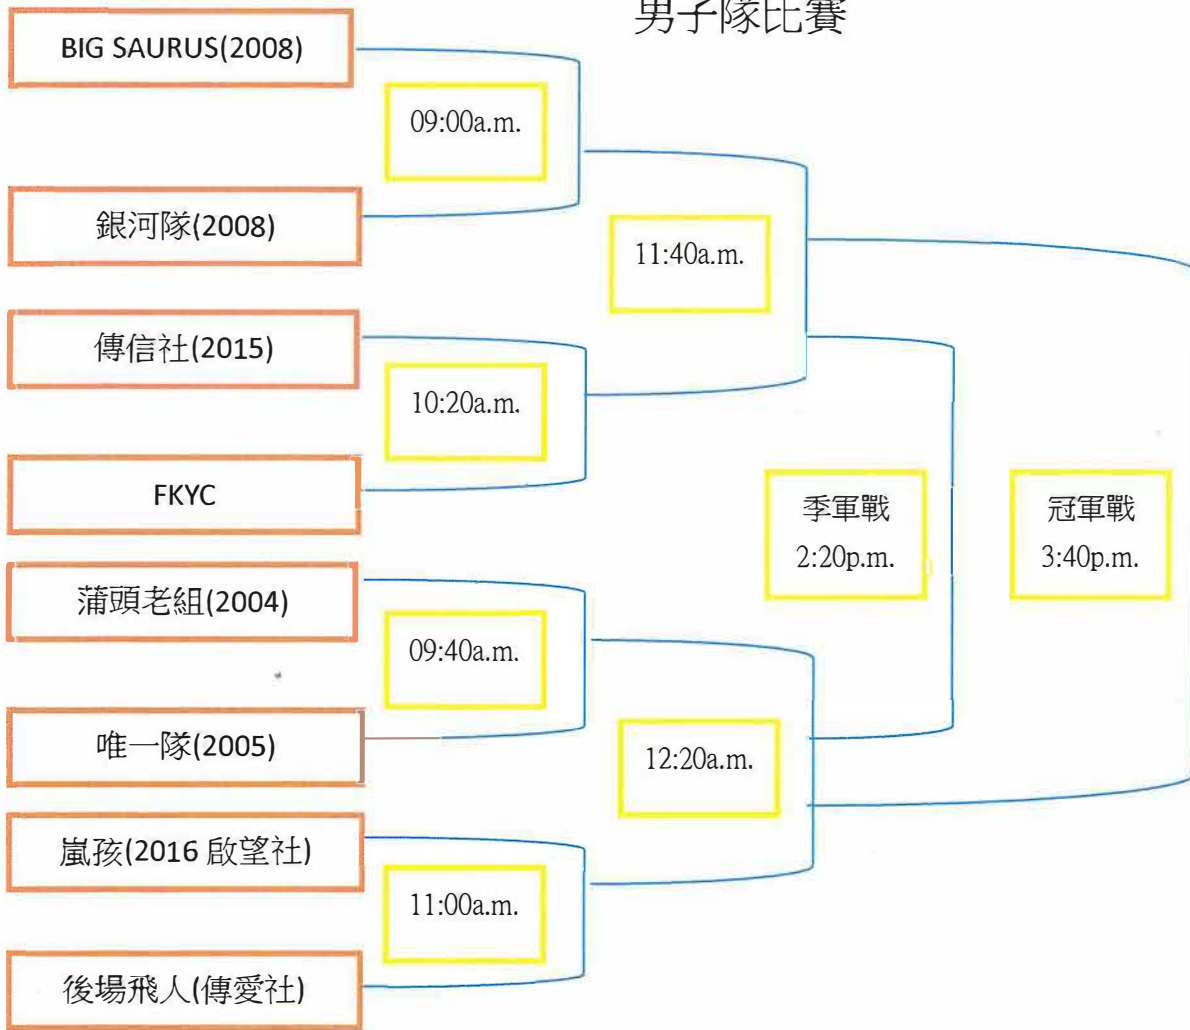 男子隊比賽
BIG SAURUS(2008)
09:00a.m.
銀河隊(2008)
11:40a.m.
傳信社(2015)
10:20a.m.
FKYC
季軍戰
2:20p.m.
冠軍戰
3:40p.m.
蒲頭老組(2004)
09:40a.m.
唯一隊(2005)
12:20a.m.
嵐孩(2016 啟望社)
11:00a.m.
後場飛人(傳愛社)